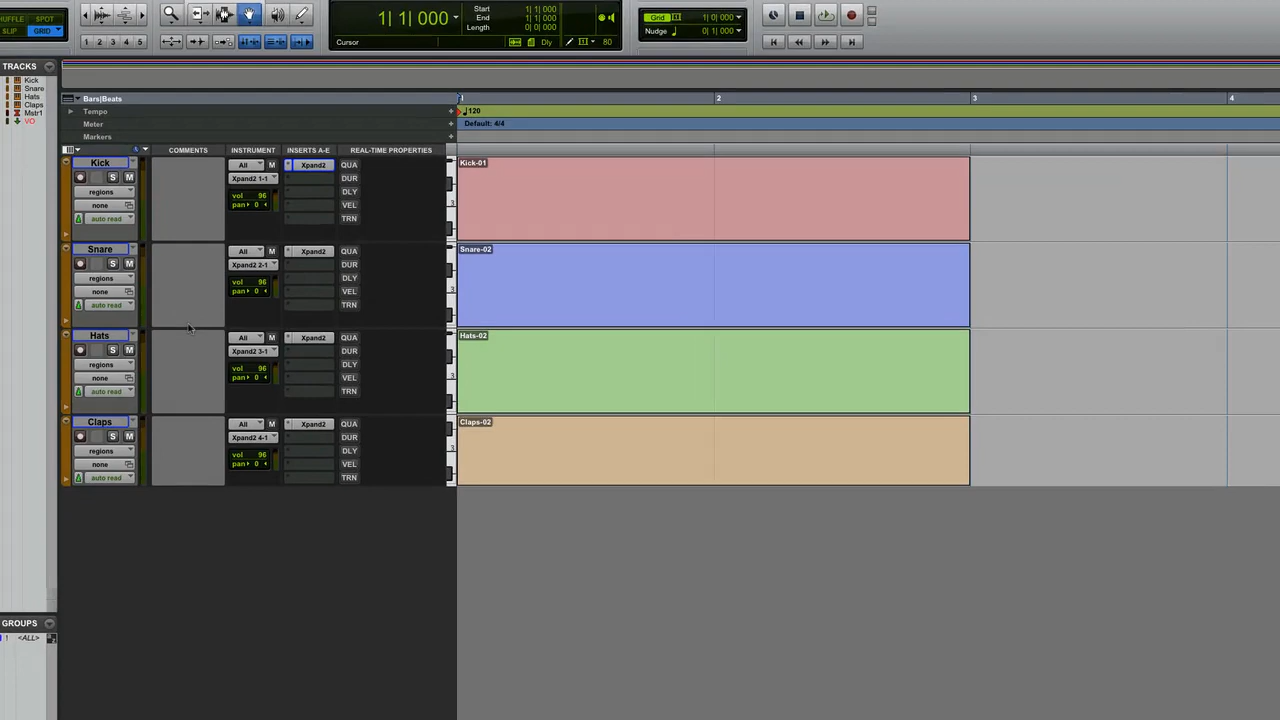 SHUFFLE SPOT
SLIP GRID
1 2 3 4 5
1| 1| 000
Cursor
Start 1| 1| 000
End 1| 1| 000
Length 0| 0| 000
Dly
80
Grid 1| 0| 000
Nudge 0| 1| 000
TRACKS
Kick
Snare
Hats
Claps
Mstr1
VO
Bars|Beats
Tempo
Meter
Markers
1 2 3 4
120
Default: 4/4
COMMENTS INSTRUMENT INSERTS A-E REAL-TIME PROPERTIES
Kick
S M
regions
none
auto read
All M
Xpand2 1-1
vol 96
pan 0
Xpand2
QUA
DUR
DLY
VEL
TRN
3
Kick-01
Snare
S M
regions
none
auto read
All M
Xpand2 2-1
vol 96
pan 0
Xpand2
QUA
DUR
DLY
VEL
TRN
3
Snare-02
Hats
S M
regions
none
auto read
All M
Xpand2 3-1
vol 96
pan 0
Xpand2
QUA
DUR
DLY
VEL
TRN
3
Hats-02
Claps
S M
regions
none
auto read
All M
Xpand2 4-1
vol 96
pan 0
Xpand2
QUA
DUR
DLY
VEL
TRN
3
Claps-02
GROUPS
1 <ALL>